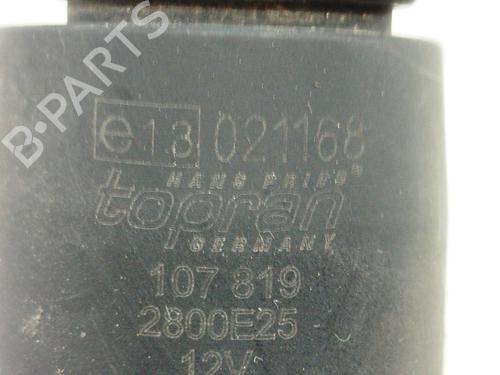 e13 021168
HANS PRIES®
topran
GERMANY
107 819
2800E25
12V
B-PARTS